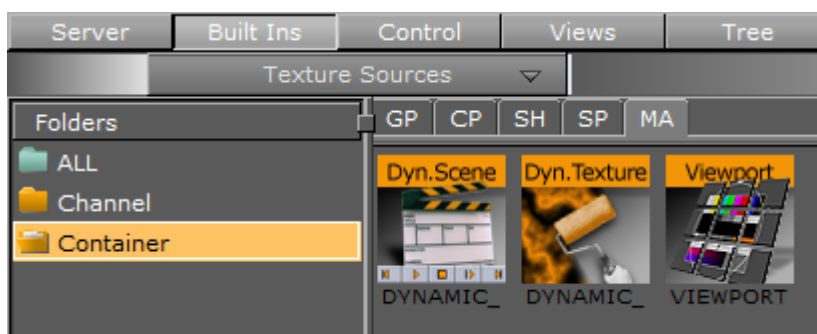 Server Built Ins Control Views Tree
Texture Sources
Folders
GP CP SH SP MA
ALL
Channel
Container
Dyn.Scene Dyn.Texture Viewport
DYNAMIC_ DYNAMIC_ VIEWPORT